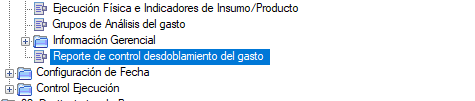 Ejecución Física e Indicadores de Insumo/Producto
Grupos de Análisis del gasto
Información Gerencial
Reporte de control desdoblamiento del gasto
Configuración de Fecha
Control Ejecución